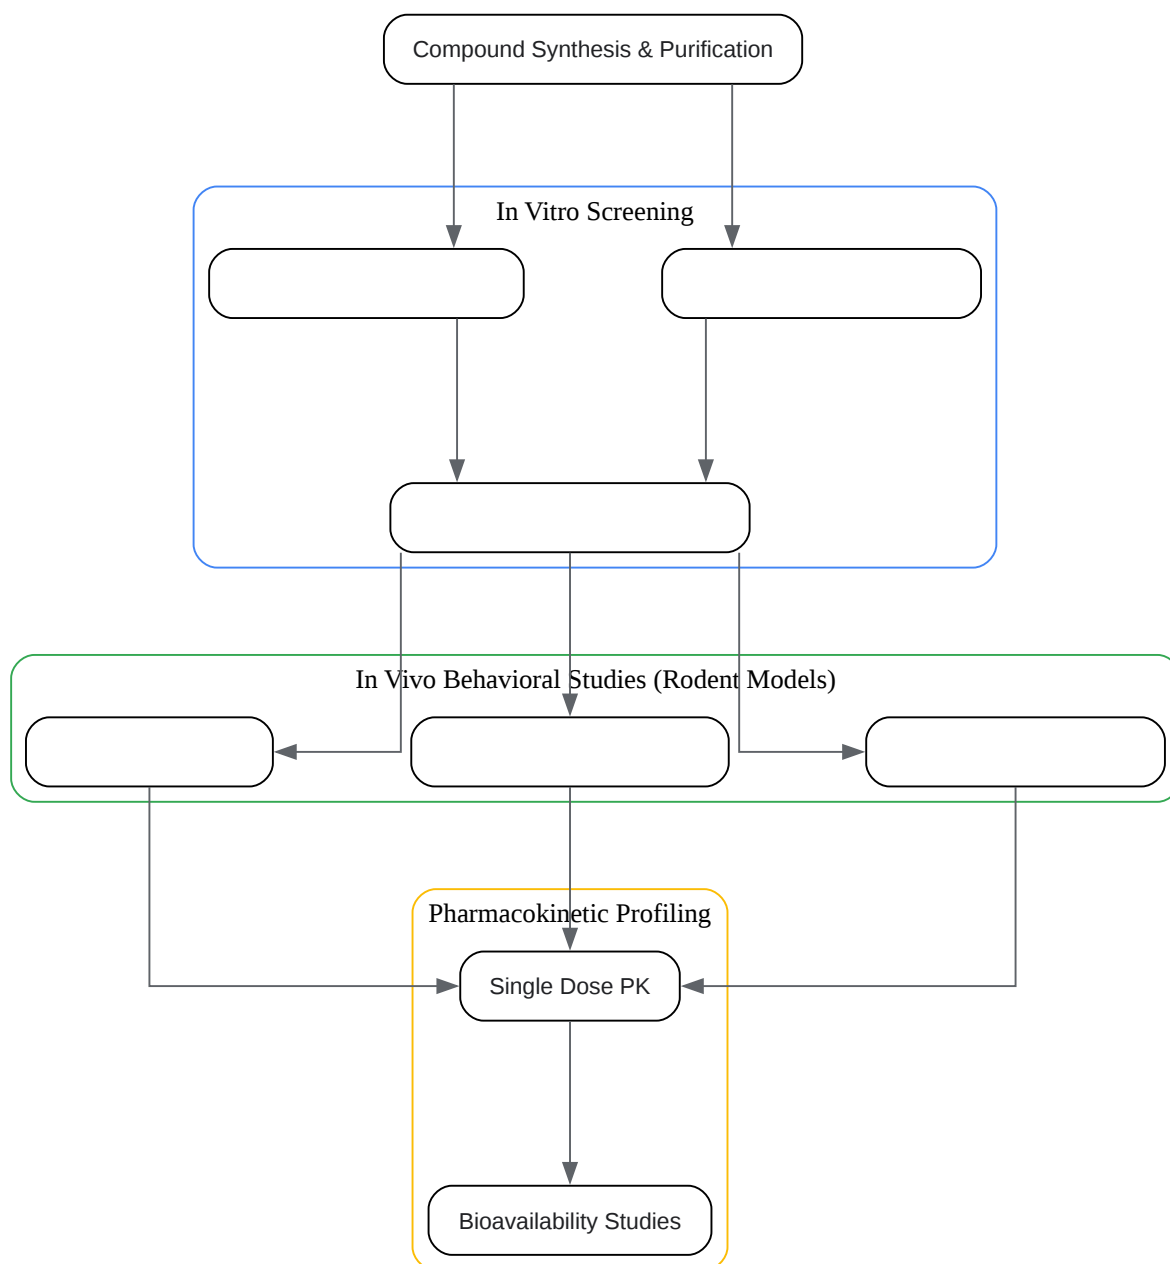 Compound Synthesis & Purification
In Vitro Screening
In Vivo Behavioral Studies (Rodent Models)
Pharmacokinetic Profiling
Single Dose PK
Bioavailability Studies